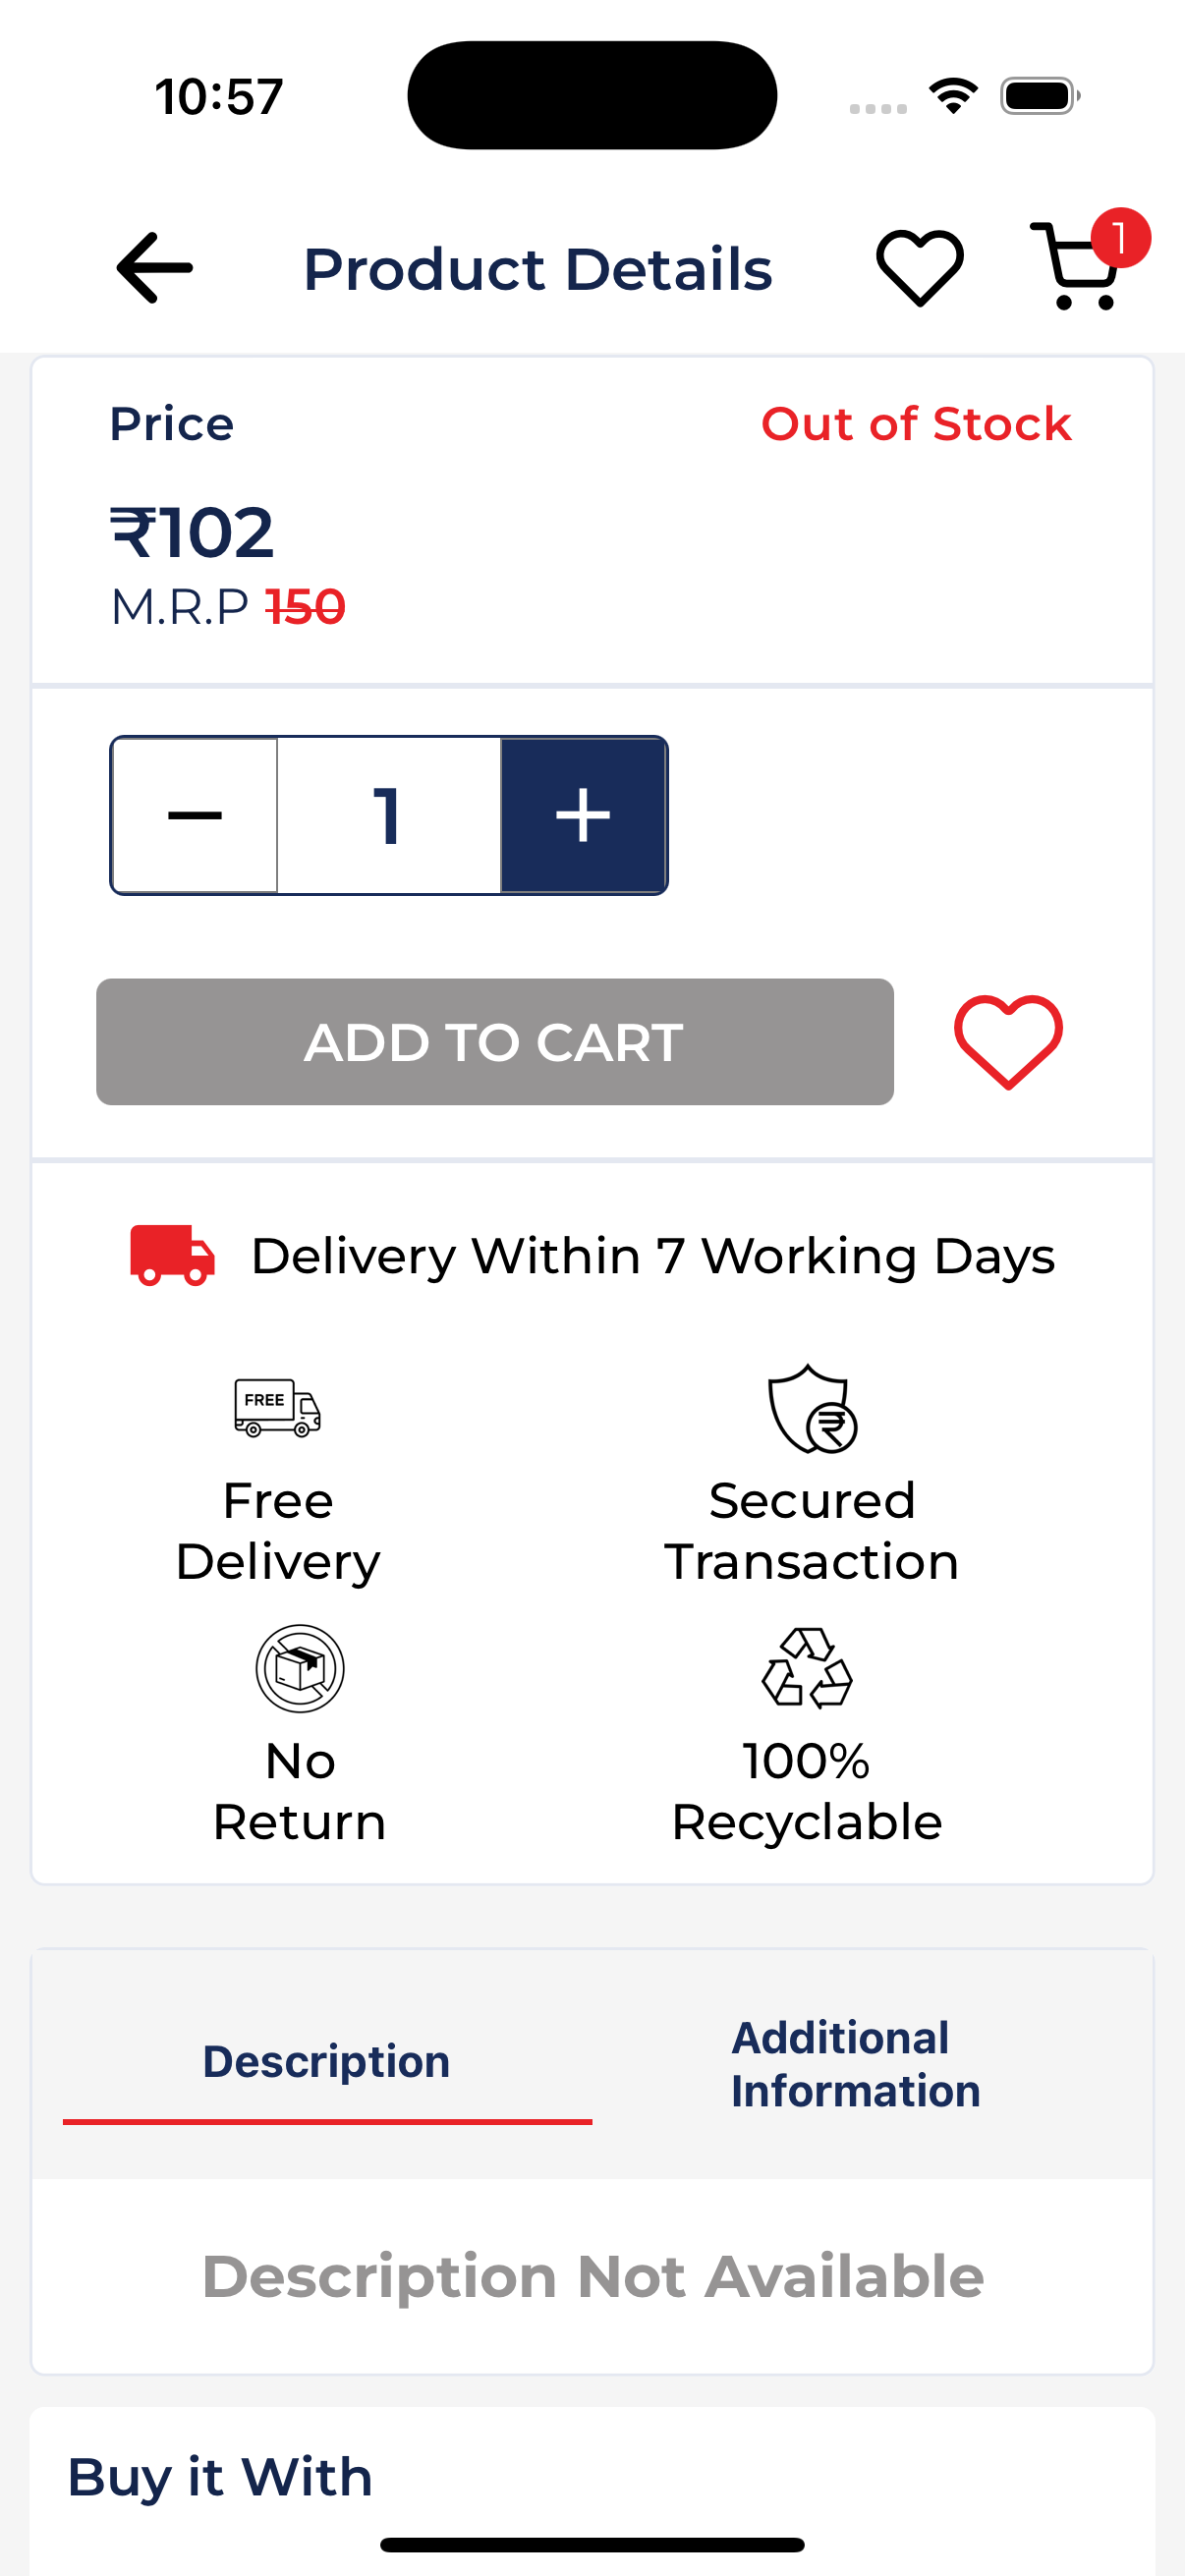 10:57
Product Details
1
Price
Out of Stock
₹102
M.R.P 150
1
ADD TO CART
Delivery Within 7 Working Days
FREE
₹
Free
Delivery
Secured
Transaction
No
Return
100%
Recyclable
Description
Additional
Information
Description Not Available
Buy it With